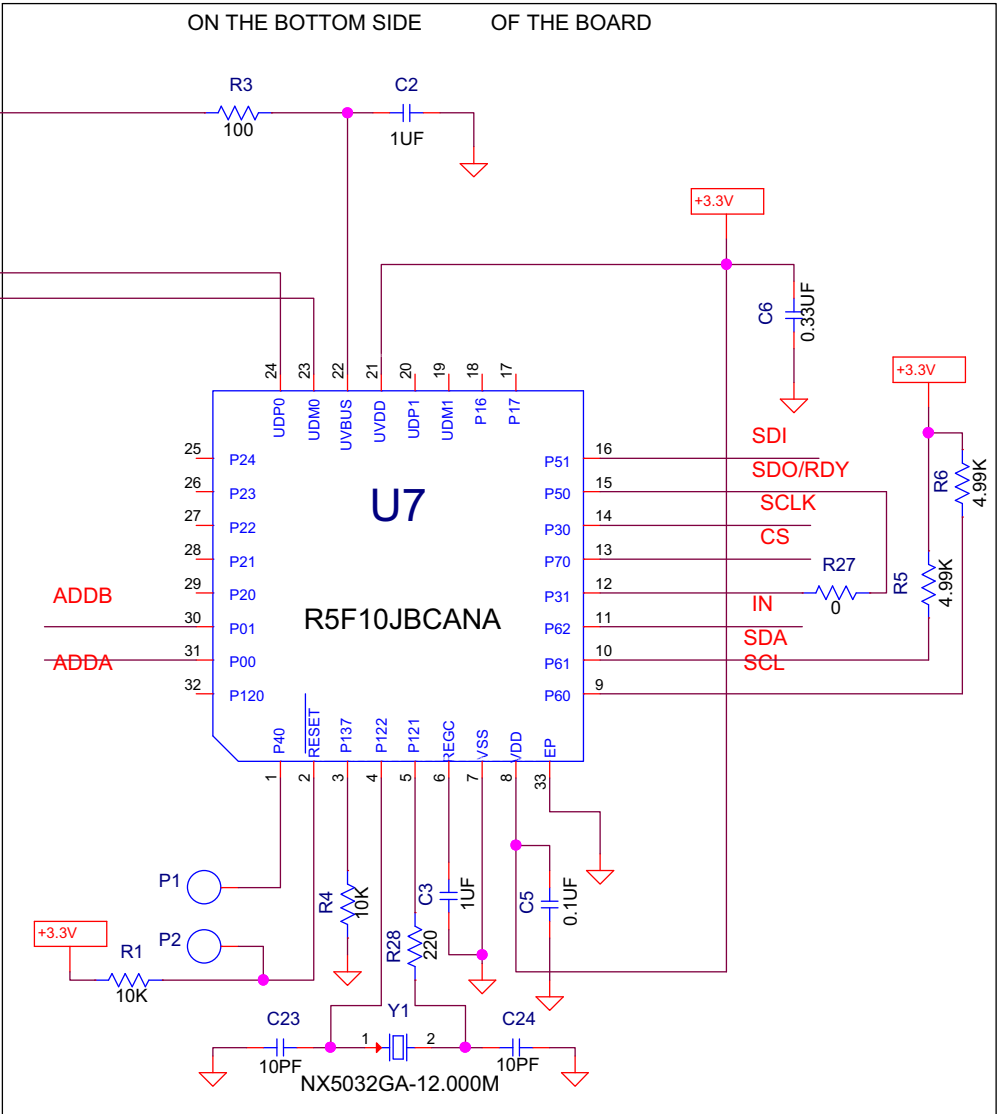 ON THE BOTTOM SIDE OF THE BOARD
R3
100
C2
1UF
+3.3V
C6
0.33UF
+3.3V
24
23
22
21
20
19
18
17
UDP0
UDM0
UVBUS
UVDD
UDP1
UDM1
P16
P17
25 P24
26 P23
27 P22
28 P21
29 P20
ADDB
30 P01
ADDA
31 P00
32 P120
U7
R5F10JBCANA
P51 16 SDI
P50 15 SDO/RDY
P30 14 SCLK
P70 13 CS
P31 12
R27
0
P62 11 IN
P61 10 SDA
P60 9 SCL
R6
4.99K
R5
4.99K
P40
RESET
P137
P122
P121
REGC
VSS
VDD
EP
1
2
3
4
5
6
7
8
33
P1
P2
+3.3V
R1
10K
R4
10K
R28
220
C3
1UF
C5
0.1UF
C23
10PF
Y1
1
2
C24
10PF
NX5032GA-12.000M